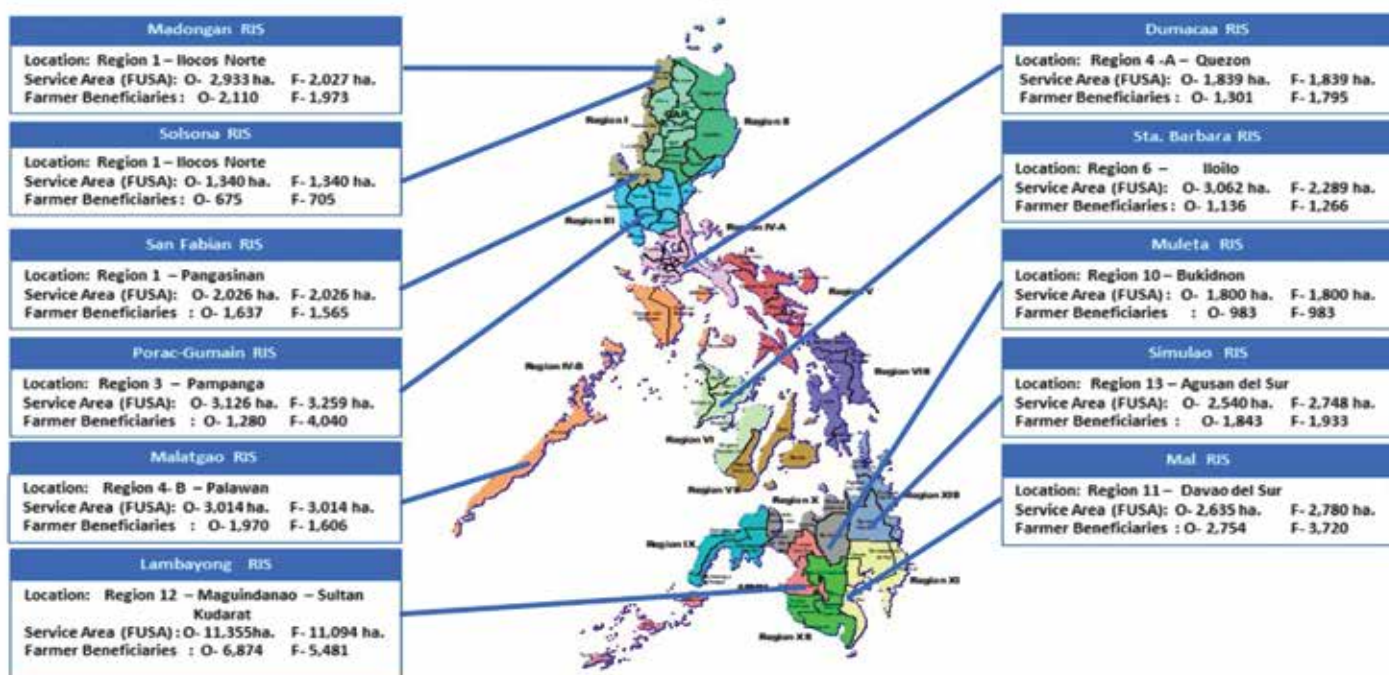 Madongan RIS
Location: Region 1 – Ilocos Norte
Service Area (FUSA): O- 2,933 ha. F- 2,027 ha.
Farmer Beneficiaries : O- 2,110 F- 1,973
Solsona RIS
Location: Region 1 – Ilocos Norte
Service Area (FUSA): O- 1,340 ha. F- 1,340 ha.
Farmer Beneficiaries : O- 675 F- 705
San Fabian RIS
Location: Region 1 – Pangasinan
Service Area (FUSA): O- 2,026 ha. F- 2,026 ha.
Farmer Beneficiaries : O- 1,637 F- 1,565
Porac-Gumain RIS
Location: Region 3 – Pampanga
Service Area (FUSA): O- 3,126 ha. F- 3,259 ha.
Farmer Beneficiaries : O- 1,280 F- 4,040
Malatgao RIS
Location: Region 4- B – Palawan
Service Area (FUSA): O- 3,014 ha. F- 3,014 ha.
Farmer Beneficiaries : O- 1,970 F- 1,606
Lambayong RIS
Location: Region 12 – Maguindanao – Sultan
Kudarat
Service Area (FUSA) : O- 11,355ha. F- 11,094 ha.
Farmer Beneficiaries : O- 6,874 F- 5,481
Region I
CAR
Region II
Region III
Region IV-A
Region V
Region IV-B
Region VIII
Region VI
Region VII
Region X
Region XIII
Region IX
Region XI
Region XII
Dumacaa RIS
Location: Region 4 -A – Quezon
Service Area (FUSA): O- 1,839 ha. F- 1,839 ha.
Farmer Beneficiaries : O- 1,301 F- 1,795
Sta. Barbara RIS
Location: Region 6 – Iloilo
Service Area (FUSA): O- 3,062 ha. F- 2,289 ha.
Farmer Beneficiaries : O- 1,136 F- 1,266
Muleta RIS
Location: Region 10 – Bukidnon
Service Area (FUSA) : O- 1,800 ha. F- 1,800 ha.
Farmer Beneficiaries : O- 983 F- 983
Simulao RIS
Location: Region 13 – Agusan del Sur
Service Area (FUSA): O- 2,540 ha. F- 2,748 ha.
Farmer Beneficiaries : O- 1,843 F- 1,933
Mal RIS
Location: Region 11 – Davao del Sur
Service Area (FUSA): O- 2,635 ha. F- 2,780 ha.
Farmer Beneficiaries : O- 2,754 F- 3,720